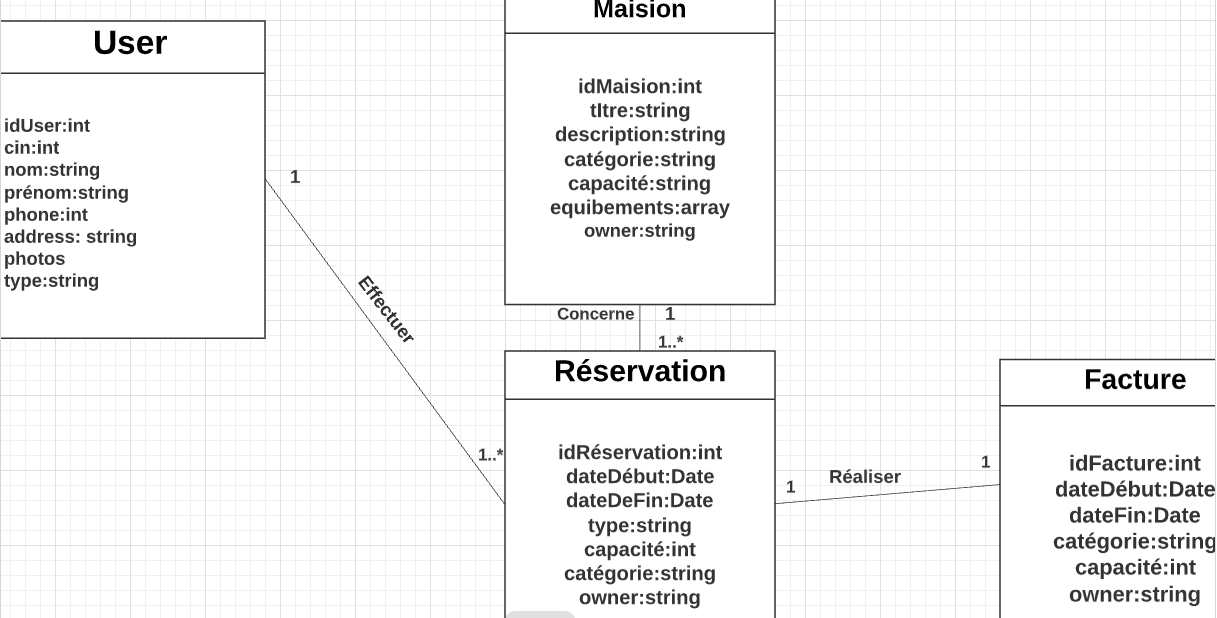 User
idUser:int
cin:int
nom:string
prénom:string
phone:int
address: string
photos
type:string
1
Effectuer
1..*
Maision
idMaision:int
tItre:string
description:string
catégorie:string
capacité:string
equibements:array
owner:string
Concerne
1
1..*
Réservation
idRéservation:int
dateDébut:Date
dateDeFin:Date
type:string
capacité:int
catégorie:string
owner:string
1
Réaliser
1
Facture
idFacture:int
dateDébut:Date
dateFin:Date
catégorie:string
capacité:int
owner:string